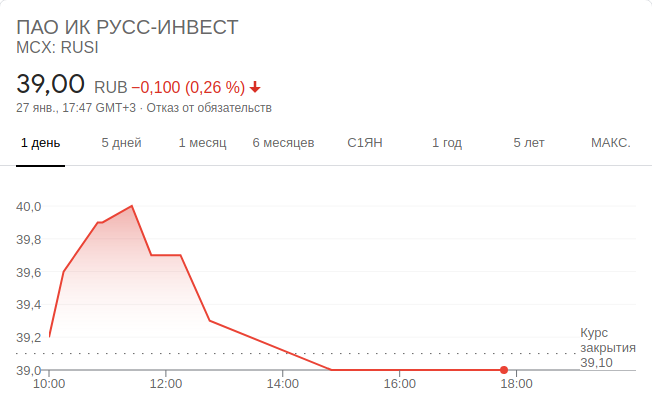 ПАО ИК РУСС-ИНВЕСТ
MCX: RUSI
39,00 RUB −0,100 (0,26 %)
27 янв., 17:47 GMT+3 · Отказ от обязательств
1 день 5 дней 1 месяц 6 месяцев С1ЯН 1 год 5 лет МАКС.
40,0
39,8
39,6
39,4
39,2
Курс
закрытия
39,10
39,0
10:00 12:00 14:00 16:00 18:00